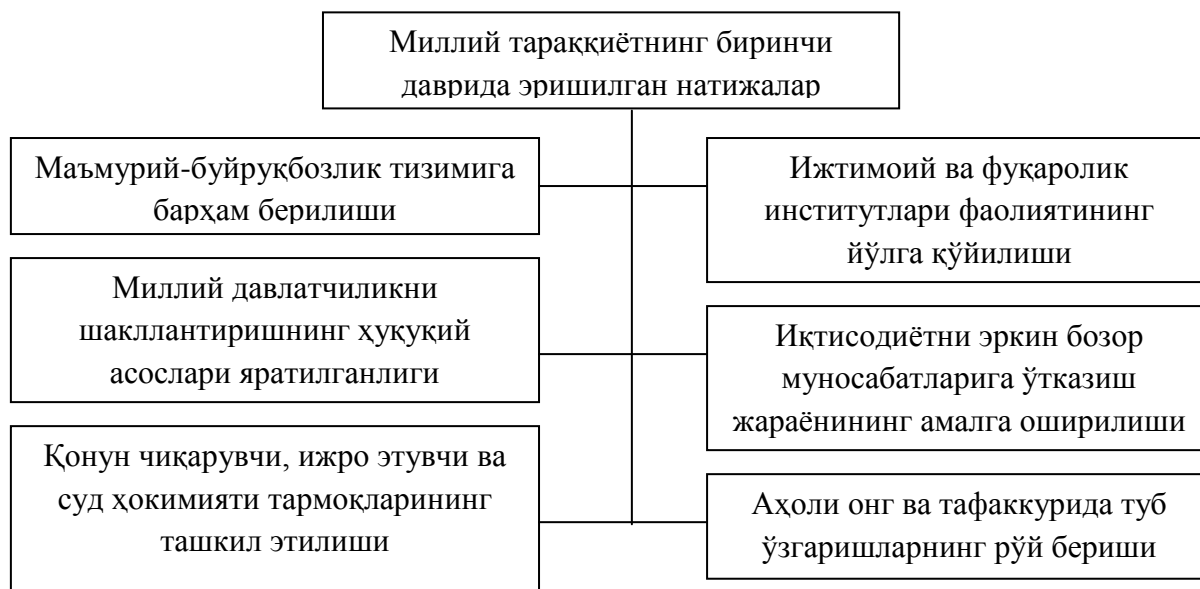 Миллий тараққиётнинг биринчи
даврида эришилган натижалар
Маъмурий-буйруқбозлик тизимига
барҳам берилиши
Миллий давлатчиликни
шакллантиришнинг ҳуқуқий
асослари яратилганлиги
Қонун чиқарувчи, ижро этувчи ва
суд ҳокимияти тармоқларининг
ташкил этилиши
Ижтимоий ва фуқаролик
институтлари фаолиятининг
йўлга қўйилиши
Иқтисодиётни эркин бозор
муносабатларига ўтказиш
жараёнининг амалга оширилиши
Аҳоли онг ва тафаккурида туб
ўзгаришларнинг рўй бериши